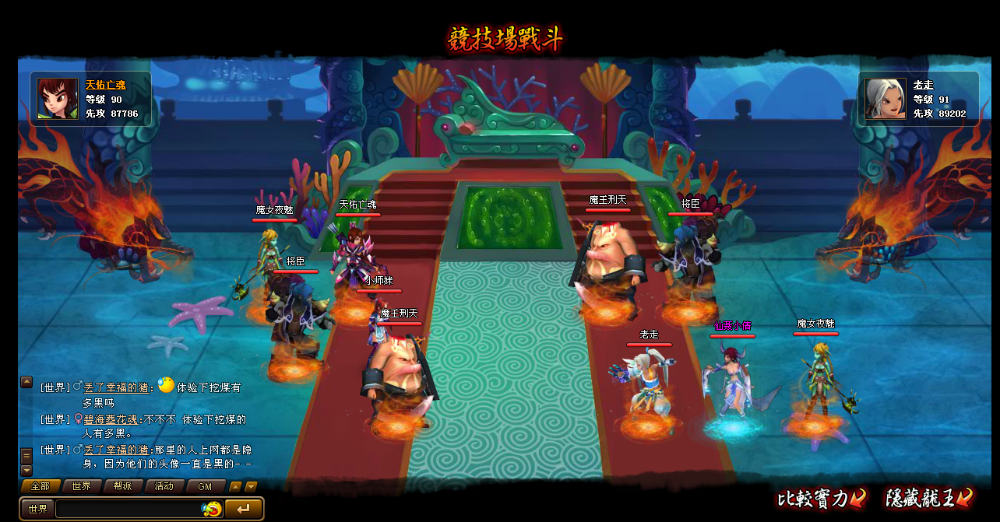 競技場戰斗
天佑亡魂
等级 90
先攻 87786
老走
等级 91
先攻 89202
魔女夜魅
天佑亡魂
魔王刑天
将臣
将臣
小师妹
魔王刑天
老走
仙聂小倩
魔女夜魅
[世界]♂丢了幸福的猪:体验下挖煤有
多黑吗
[世界]♀碧海葬花魂:不不不 体验下挖煤的
人有多黑。
[世界]♂丢了幸福的猪:那里的人上网都是隐
身，因为他们的头像一直是黑的--
全部 世界 帮派 活动 GM
世界
比較實力 隱藏龍王